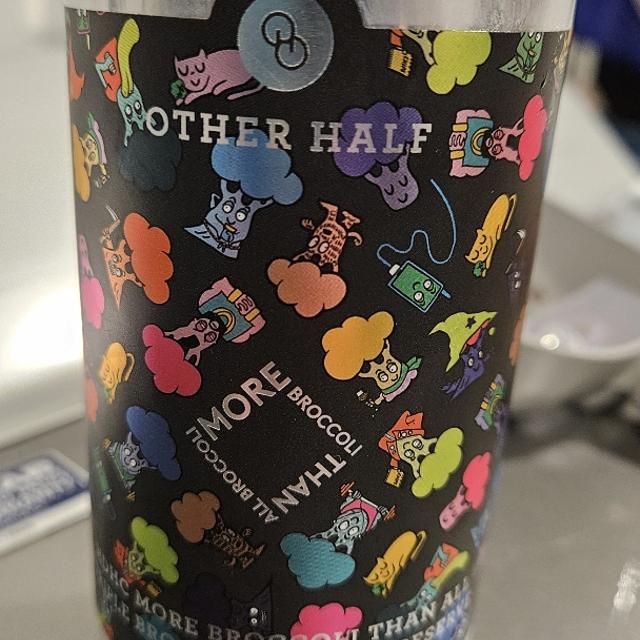 OTHER HALF
MORE
BROCCOLI
THAN
ALL BROCCOLI
MORE BROCCOLI THAN ALL